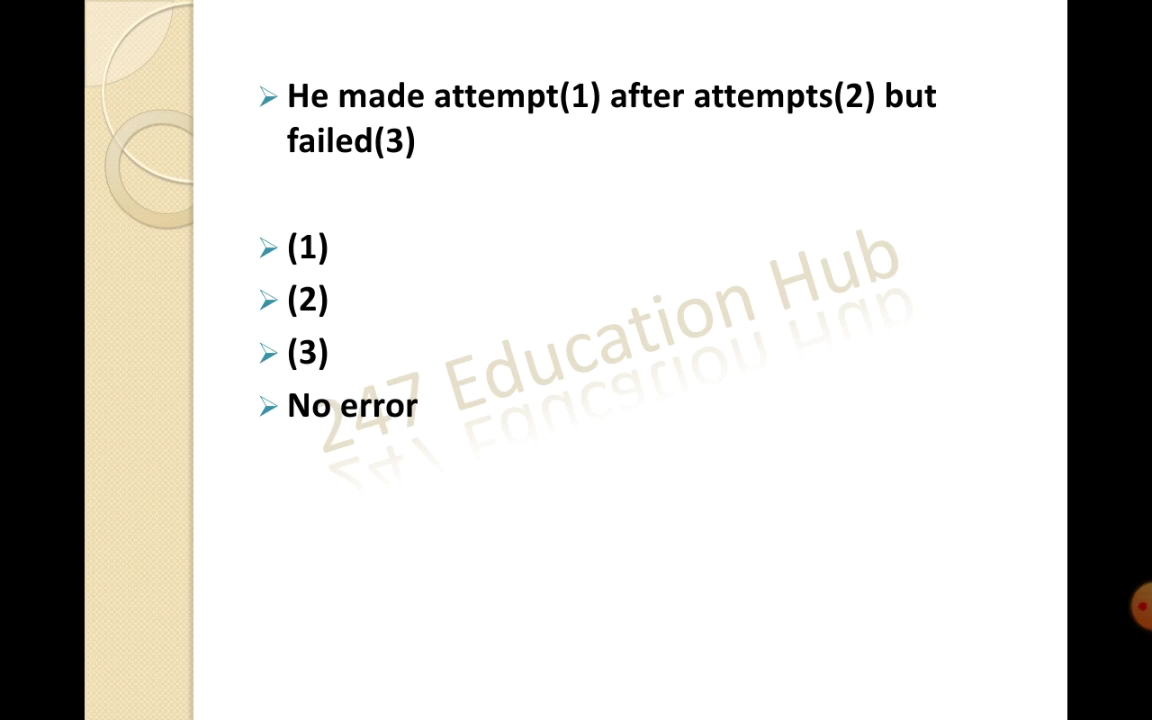 He made attempt(1) after attempts(2) but
failed(3)
(1)
(2)
(3)
No error
247 Education Hub